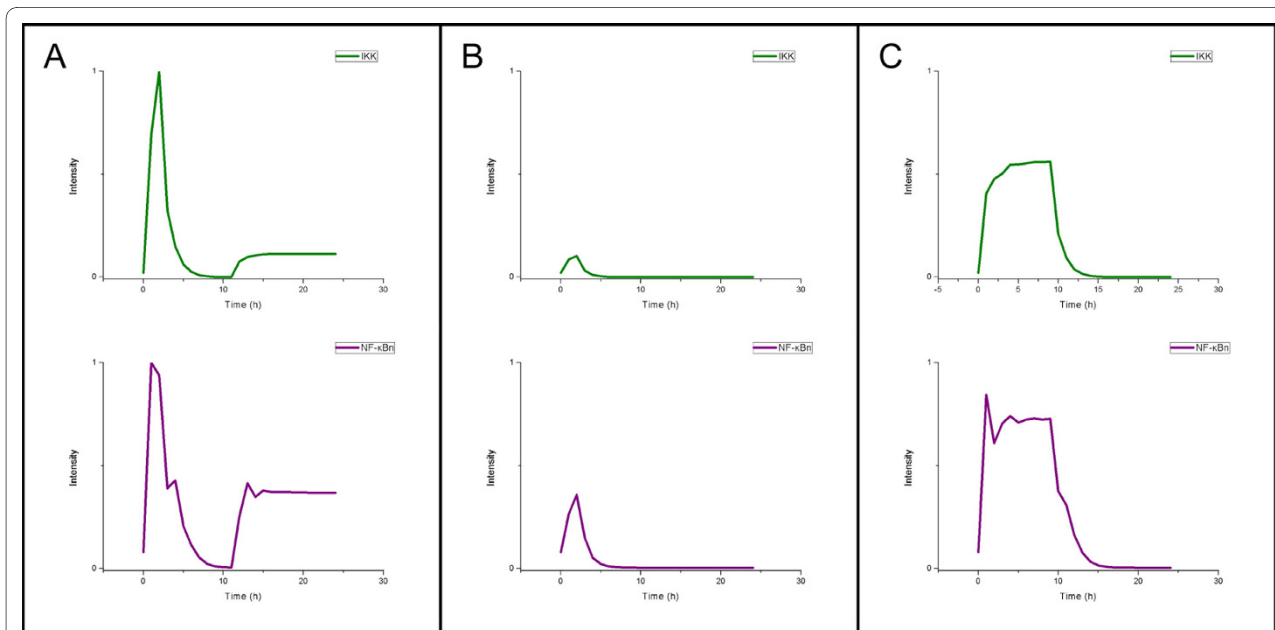 A
IKK
1
Intensity
0
0
10
20
30
Time (h)
NF-κBn
1
Intensity
0
0
10
20
30
Time (h)
B
IKK
1
Intensity
0
0
10
20
30
Time (h)
NF-κBn
1
Intensity
0
0
10
20
30
Time (h)
C
IKK
1
Intensity
0
-5
0
5
10
15
20
25
30
Time (h)
NF-κBn
1
Intensity
0
0
10
20
30
Time (h)